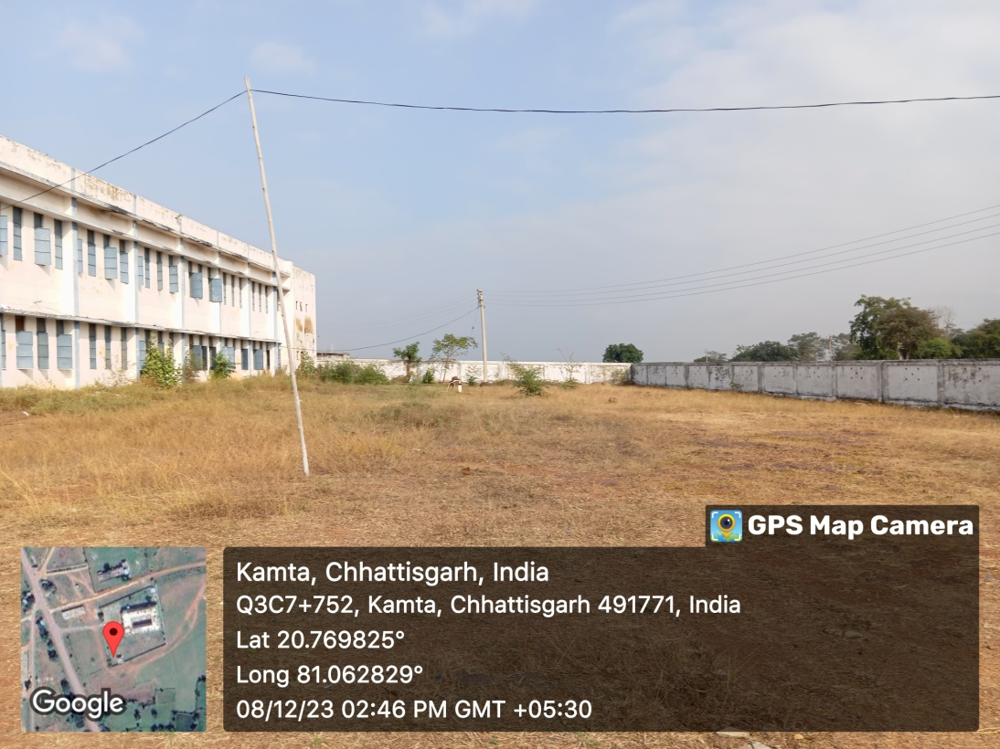 GPS Map Camera
Kamta, Chhattisgarh, India
Q3C7+752, Kamta, Chhattisgarh 491771, India
Lat 20.769825°
Long 81.062829°
08/12/23 02:46 PM GMT +05:30
Google